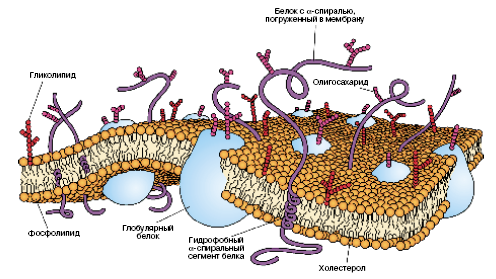 Белок с α-спиралью,
погруженный в мембрану
Гликолипид
Олигосахарид
Фосфолипид
Глобулярный
белок
Гидрофобный
α-спиральный
сегмент белка
Холестерол